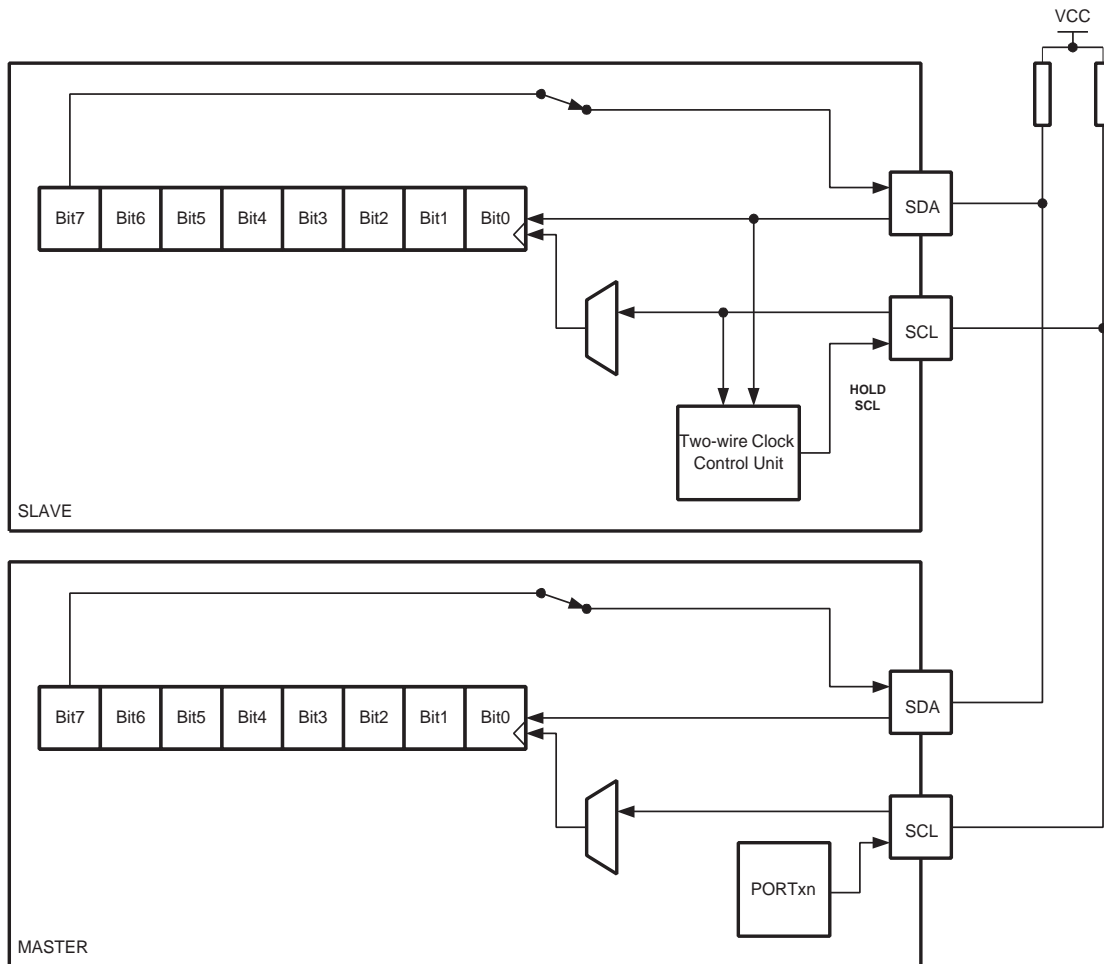 VCC
Bit7 Bit6 Bit5 Bit4 Bit3 Bit2 Bit1 Bit0
SDA
SCL
HOLD
SCL
Two-wire Clock
Control Unit
SLAVE
Bit7 Bit6 Bit5 Bit4 Bit3 Bit2 Bit1 Bit0
SDA
SCL
PORTxn
MASTER